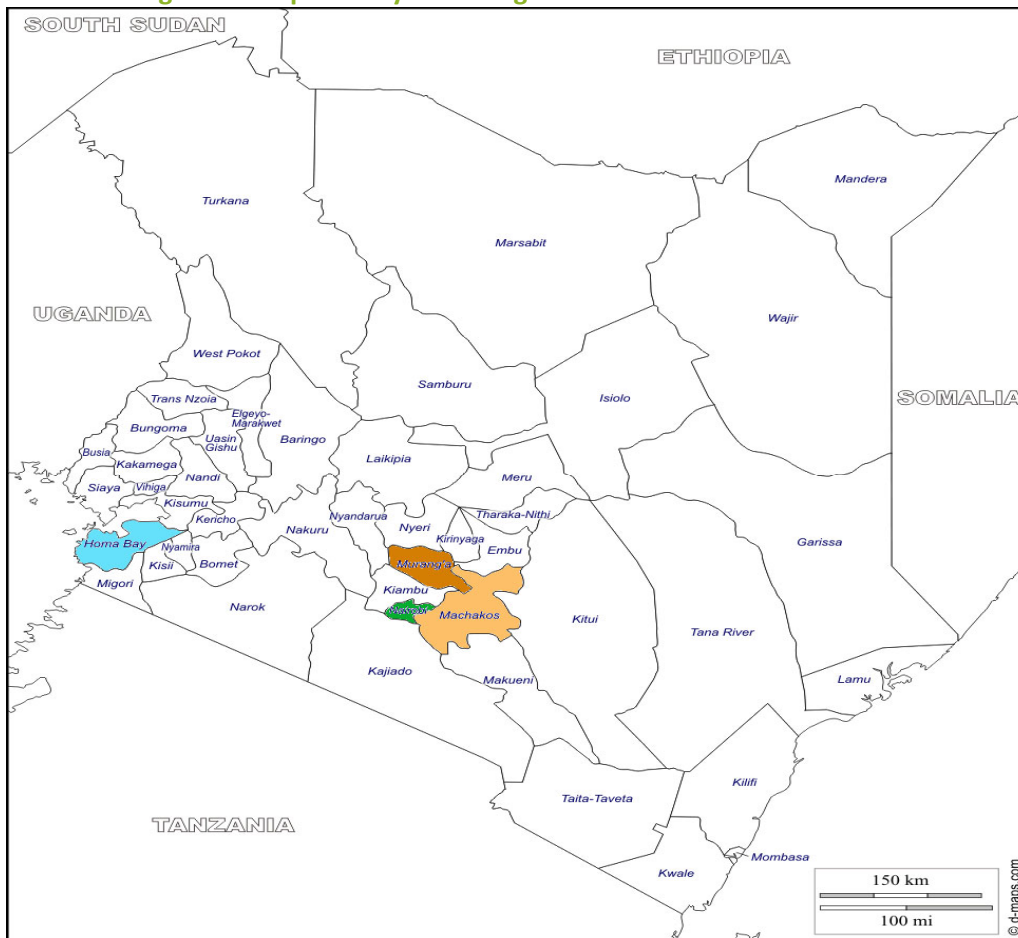 SOUTH SUDAN
ETHIOPIA
Mandera
Turkana
Marsabit
UGANDA
Wajir
West Pokot
Samburu
SOMALIA
Isiolo
Trans Nzoia
Elgeyo-
Marakwet
Bungoma
Uasin
Gishu
Baringo
Busia
Laikipia
Kakamega
Nandi
Meru
Siaya
Vihiga
Kisumu
Kericho
Nyandarua
Tharaka-Nithi
Nakuru
Nyeri
Kirinyaga
Garissa
Homa Bay
Nyamira
Embu
Kisii
Bomet
Murang'a
Migori
Kiambu
Narok
Machakos
Kitui
Tana River
Kajiado
Makueni
Lamu
Kilifi
Taita-Taveta
TANZANIA
Mombasa
Kwale
150 km
100 mi
© d-maps.com